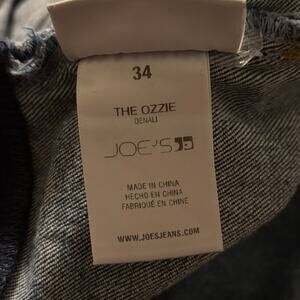 34
THE OZZIE
DENALI
JOE'S
MADE IN CHINA
HECHO EN CHINA
FABRIQUÉ EN CHINE
WWW.JOESJEANS.COM